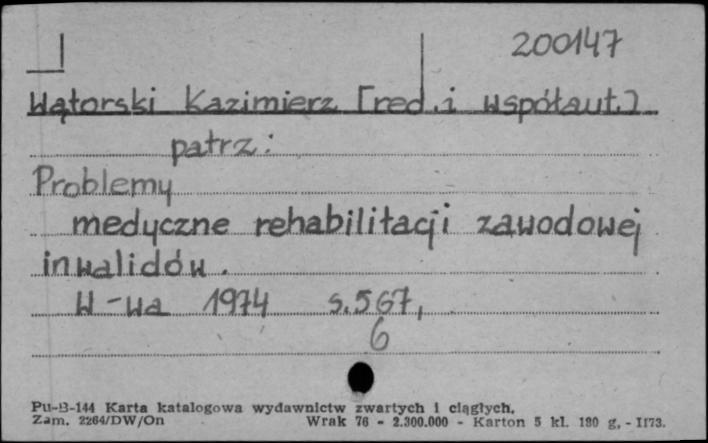 200147
Wątorski Kazimierz [red. i współaut.]
patrz:
Problemy
medyczne rehabilitacji zawodowej
inwalidów.
W-wa 1974 s.567,
6
Pu-B-144 Karta katalogowa wydawnictw zwartych i ciągłych.
Zam. 2264/DW/On Wrak 76 - 2.300.000 - Karton 5 kl. 180 g. - II73.